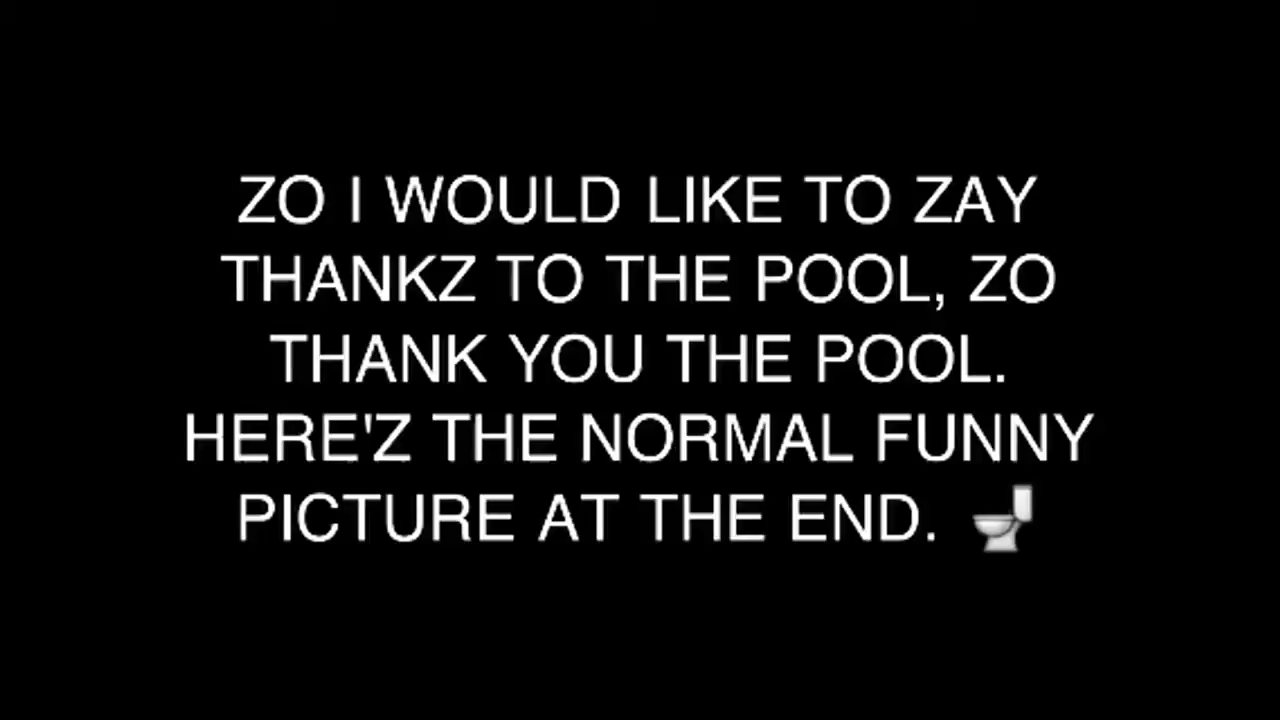 ZO I WOULD LIKE TO ZAY
THANKZ TO THE POOL, ZO
THANK YOU THE POOL.
HERE'Z THE NORMAL FUNNY
PICTURE AT THE END. 🚽